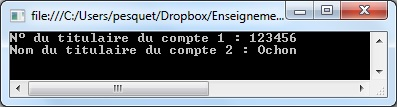 file:///C:/Users/pesquet/Dropbox/Enseigneme...
N° du titulaire du compte 1 : 123456
Nom du titulaire du compte 2 : Ochon